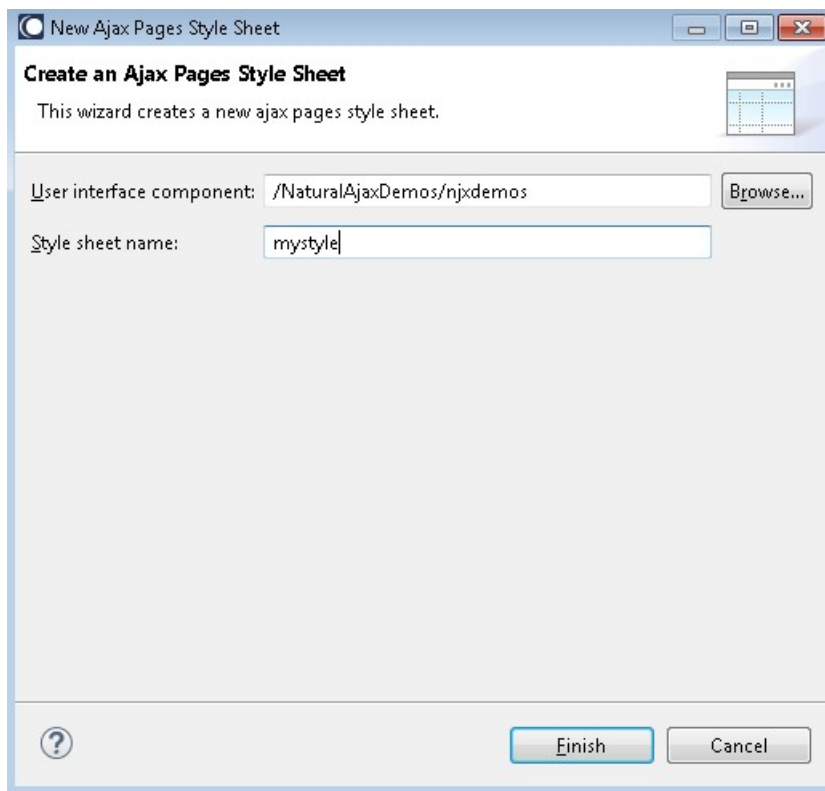 New Ajax Pages Style Sheet
Create an Ajax Pages Style Sheet
This wizard creates a new ajax pages style sheet.
User interface component: /NaturalAjaxDemos/njxdemos Browse...
Style sheet name: mystyle
? Finish Cancel